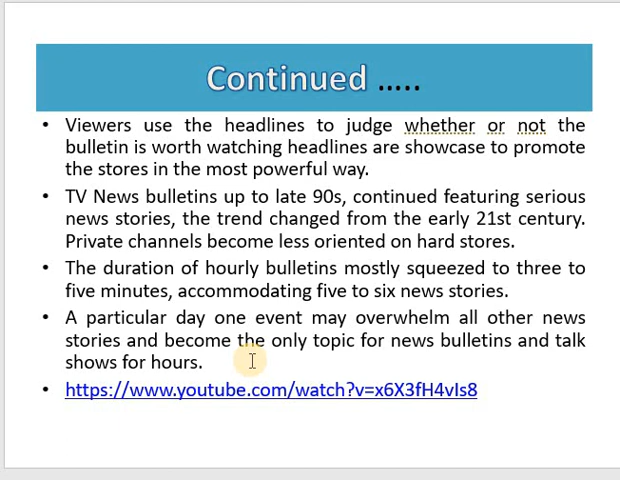 Continued .....
• Viewers use the headlines to judge whether or not the
bulletin is worth watching headlines are showcase to promote
the stores in the most powerful way.
• TV News bulletins up to late 90s, continued featuring serious
news stories, the trend changed from the early 21st century.
Private channels become less oriented on hard stores.
• The duration of hourly bulletins mostly squeezed to three to
five minutes, accommodating five to six news stories.
• A particular day one event may overwhelm all other news
stories and become the only topic for news bulletins and talk
shows for hours.
• https://www.youtube.com/watch?v=x6X3fH4vIs8